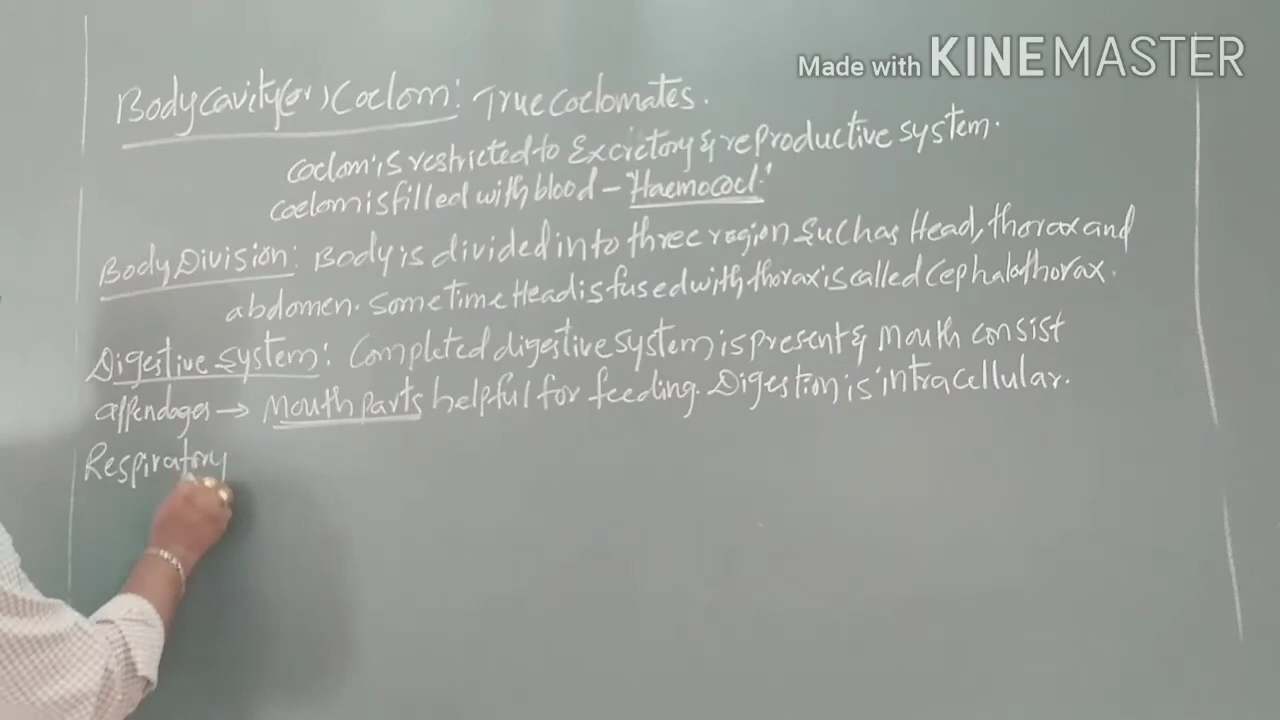 Made with KINEMASTER
Body cavity (or) Coelom: True Coelomates.
Coelom is restricted to Excretory & reproductive system.
Coelom is filled with blood - 'Haemocoel.'
Body Division: Body is divided into three region such as Head, thorax and
abdomen. Sometime Head is fused with thorax is called Cephalothorax.
Digestive system: Completed digestive system is present & Mouth consist
appendages → Mouth parts helpful for feeding. Digestion is intracellular.
Respiratory